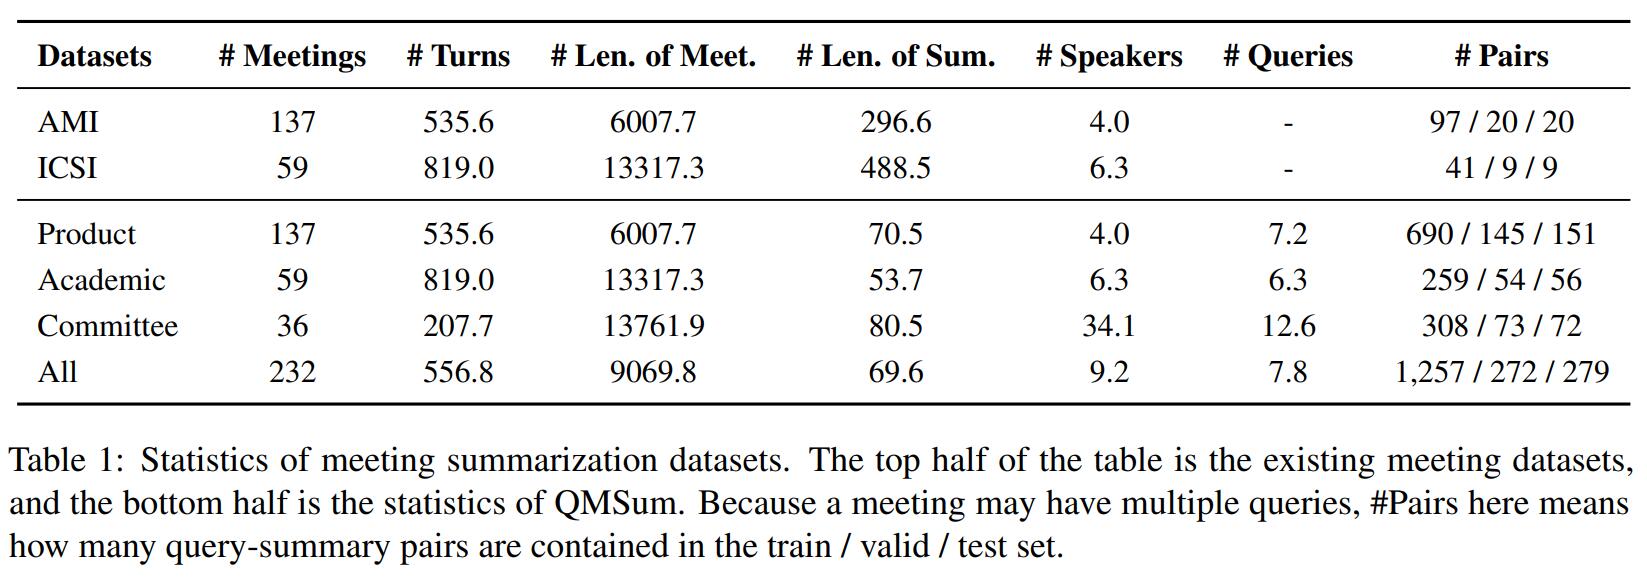 Datasets # Meetings # Turns # Len. of Meet. # Len. of Sum. # Speakers # Queries # Pairs
AMI 137 535.6 6007.7 296.6 4.0 - 97 / 20 / 20
ICSI 59 819.0 13317.3 488.5 6.3 - 41 / 9 / 9
Product 137 535.6 6007.7 70.5 4.0 7.2 690 / 145 / 151
Academic 59 819.0 13317.3 53.7 6.3 6.3 259 / 54 / 56
Committee 36 207.7 13761.9 80.5 34.1 12.6 308 / 73 / 72
All 232 556.8 9069.8 69.6 9.2 7.8 1,257 / 272 / 279
Table 1: Statistics of meeting summarization datasets. The top half of the table is the existing meeting datasets,
and the bottom half is the statistics of QMSum. Because a meeting may have multiple queries, #Pairs here means
how many query-summary pairs are contained in the train / valid / test set.